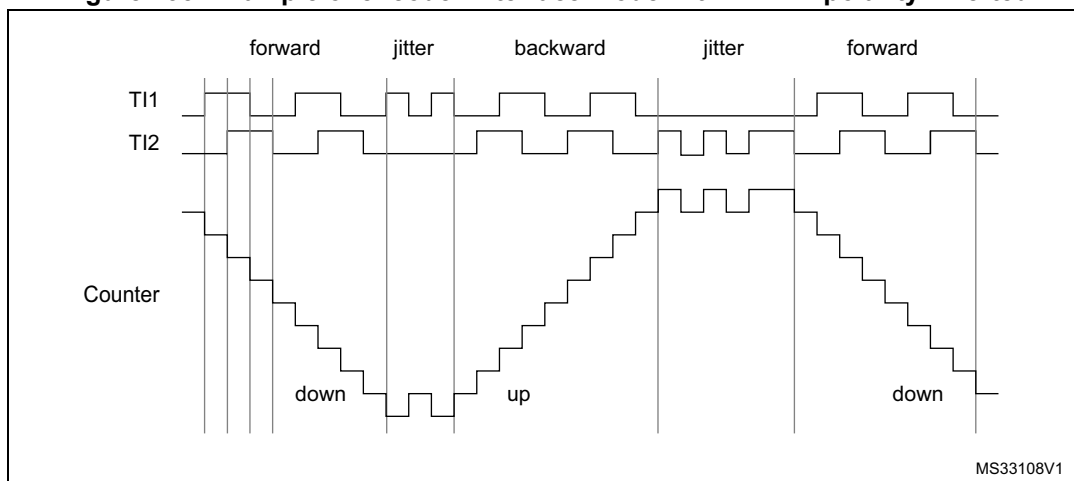 forward jitter backward jitter forward
TI1
TI2
Counter
down up down
MS33108V1